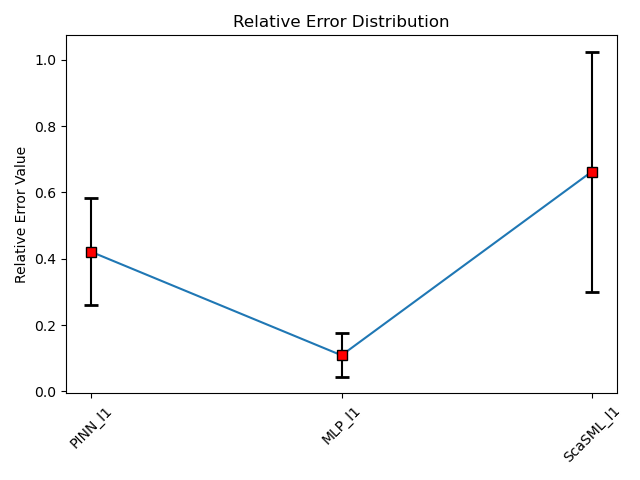 Relative Error Distribution
Relative Error Value
1.0
0.8
0.6
0.4
0.2
0.0
PINN_l1
MLP_l1
ScaSML_l1